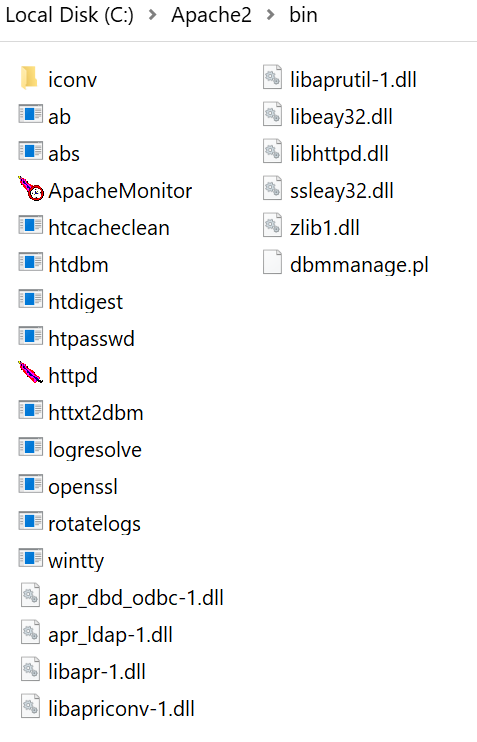 Local Disk (C:) > Apache2 > bin
iconv
ab
abs
ApacheMonitor
htcacheclean
htdbm
htdigest
htpasswd
httpd
httxt2dbm
logresolve
openssl
rotatelogs
wintty
apr_dbd_odbc-1.dll
apr_ldap-1.dll
libapr-1.dll
libapriconv-1.dll
libaprutil-1.dll
libeay32.dll
libhttpd.dll
ssleay32.dll
zlib1.dll
dbmmanage.pl